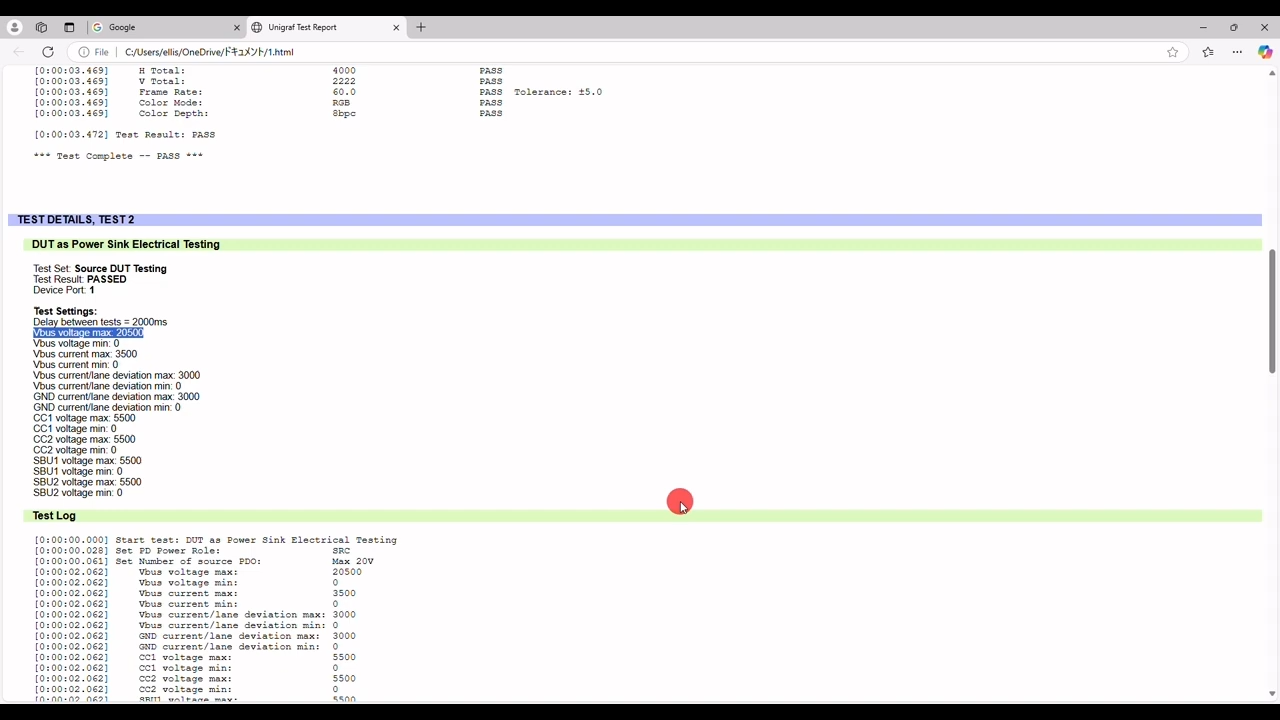 Google
Unigraf Test Report
File
C:/Users/ellis/OneDrive/ドキュメント/1.html
[0:00:03.469] H Total: 4000 PASS
[0:00:03.469] V Total: 2222 PASS
[0:00:03.469] Frame Rate: 60.0 PASS Tolerance: ±5.0
[0:00:03.469] Color Mode: RGB PASS
[0:00:03.469] Color Depth: 8bpc PASS
[0:00:03.472] Test Result: PASS
*** Test Complete -- PASS ***
TEST DETAILS, TEST 2
DUT as Power Sink Electrical Testing
Test Set: Source DUT Testing
Test Result: PASSED
Device Port: 1
Test Settings:
Delay between tests = 2000ms
Vbus voltage max: 20500
Vbus voltage min: 0
Vbus current max: 3500
Vbus current min: 0
Vbus current/lane deviation max: 3000
Vbus current/lane deviation min: 0
GND current/lane deviation max: 3000
GND current/lane deviation min: 0
CC1 voltage max: 5500
CC1 voltage min: 0
CC2 voltage max: 5500
CC2 voltage min: 0
SBU1 voltage max: 5500
SBU1 voltage min: 0
SBU2 voltage max: 5500
SBU2 voltage min: 0
Test Log
[0:00:00.000] Start test: DUT as Power Sink Electrical Testing
[0:00:00.028] Set PD Power Role: SRC
[0:00:00.061] Set Number of source PDO: Max 20V
[0:00:02.062] Vbus voltage max: 20500
[0:00:02.062] Vbus voltage min: 0
[0:00:02.062] Vbus current max: 3500
[0:00:02.062] Vbus current min: 0
[0:00:02.062] Vbus current/lane deviation max: 3000
[0:00:02.062] Vbus current/lane deviation min: 0
[0:00:02.062] GND current/lane deviation max: 3000
[0:00:02.062] GND current/lane deviation min: 0
[0:00:02.062] CC1 voltage max: 5500
[0:00:02.062] CC1 voltage min: 0
[0:00:02.062] CC2 voltage max: 5500
[0:00:02.062] CC2 voltage min: 0
[0:00:02.062] SBU1 voltage max: 5500